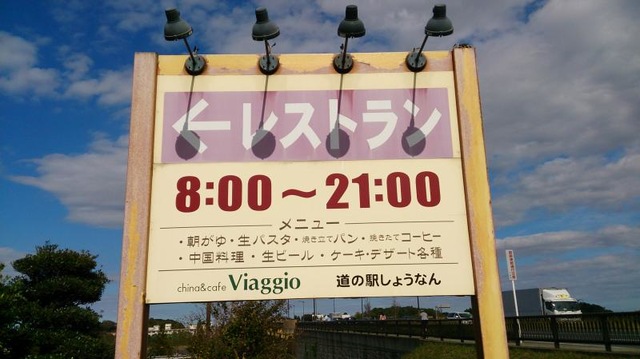 ←レストラン
8:00～21:00
メニュー
・朝がゆ・生パスタ・焼き立てパン・焼きたてコーヒー
・中国料理・生ビール・ケーキ・デザート各種
china&cafe Viaggio 道の駅しょうなん